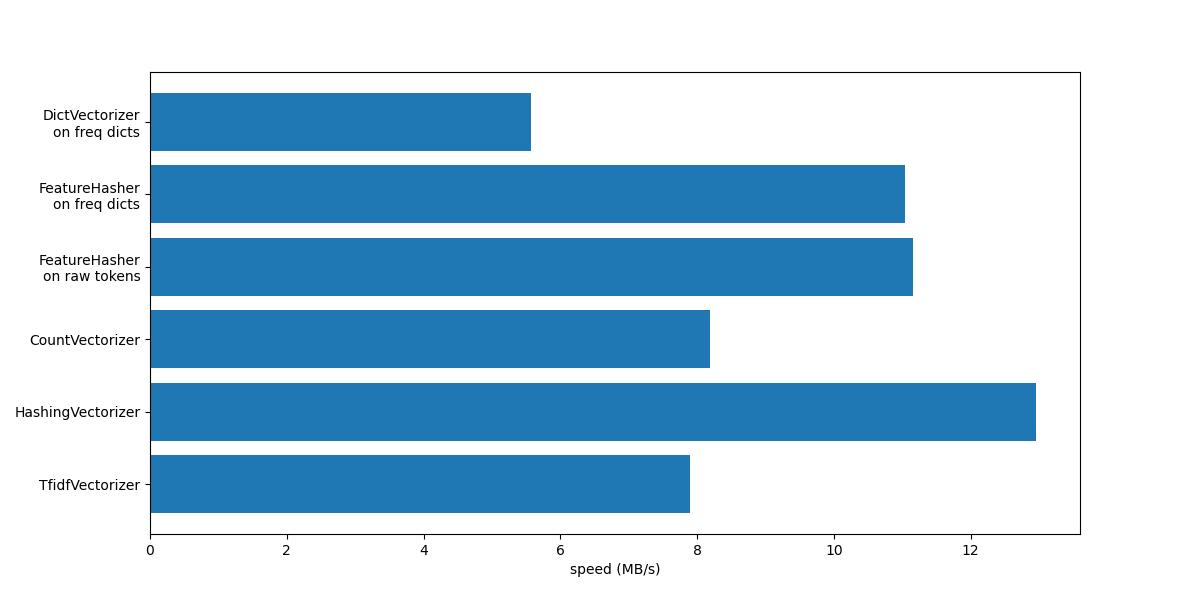 DictVectorizer
on freq dicts
FeatureHasher
on freq dicts
FeatureHasher
on raw tokens
CountVectorizer
HashingVectorizer
TfidfVectorizer
0 2 4 6 8 10 12
speed (MB/s)